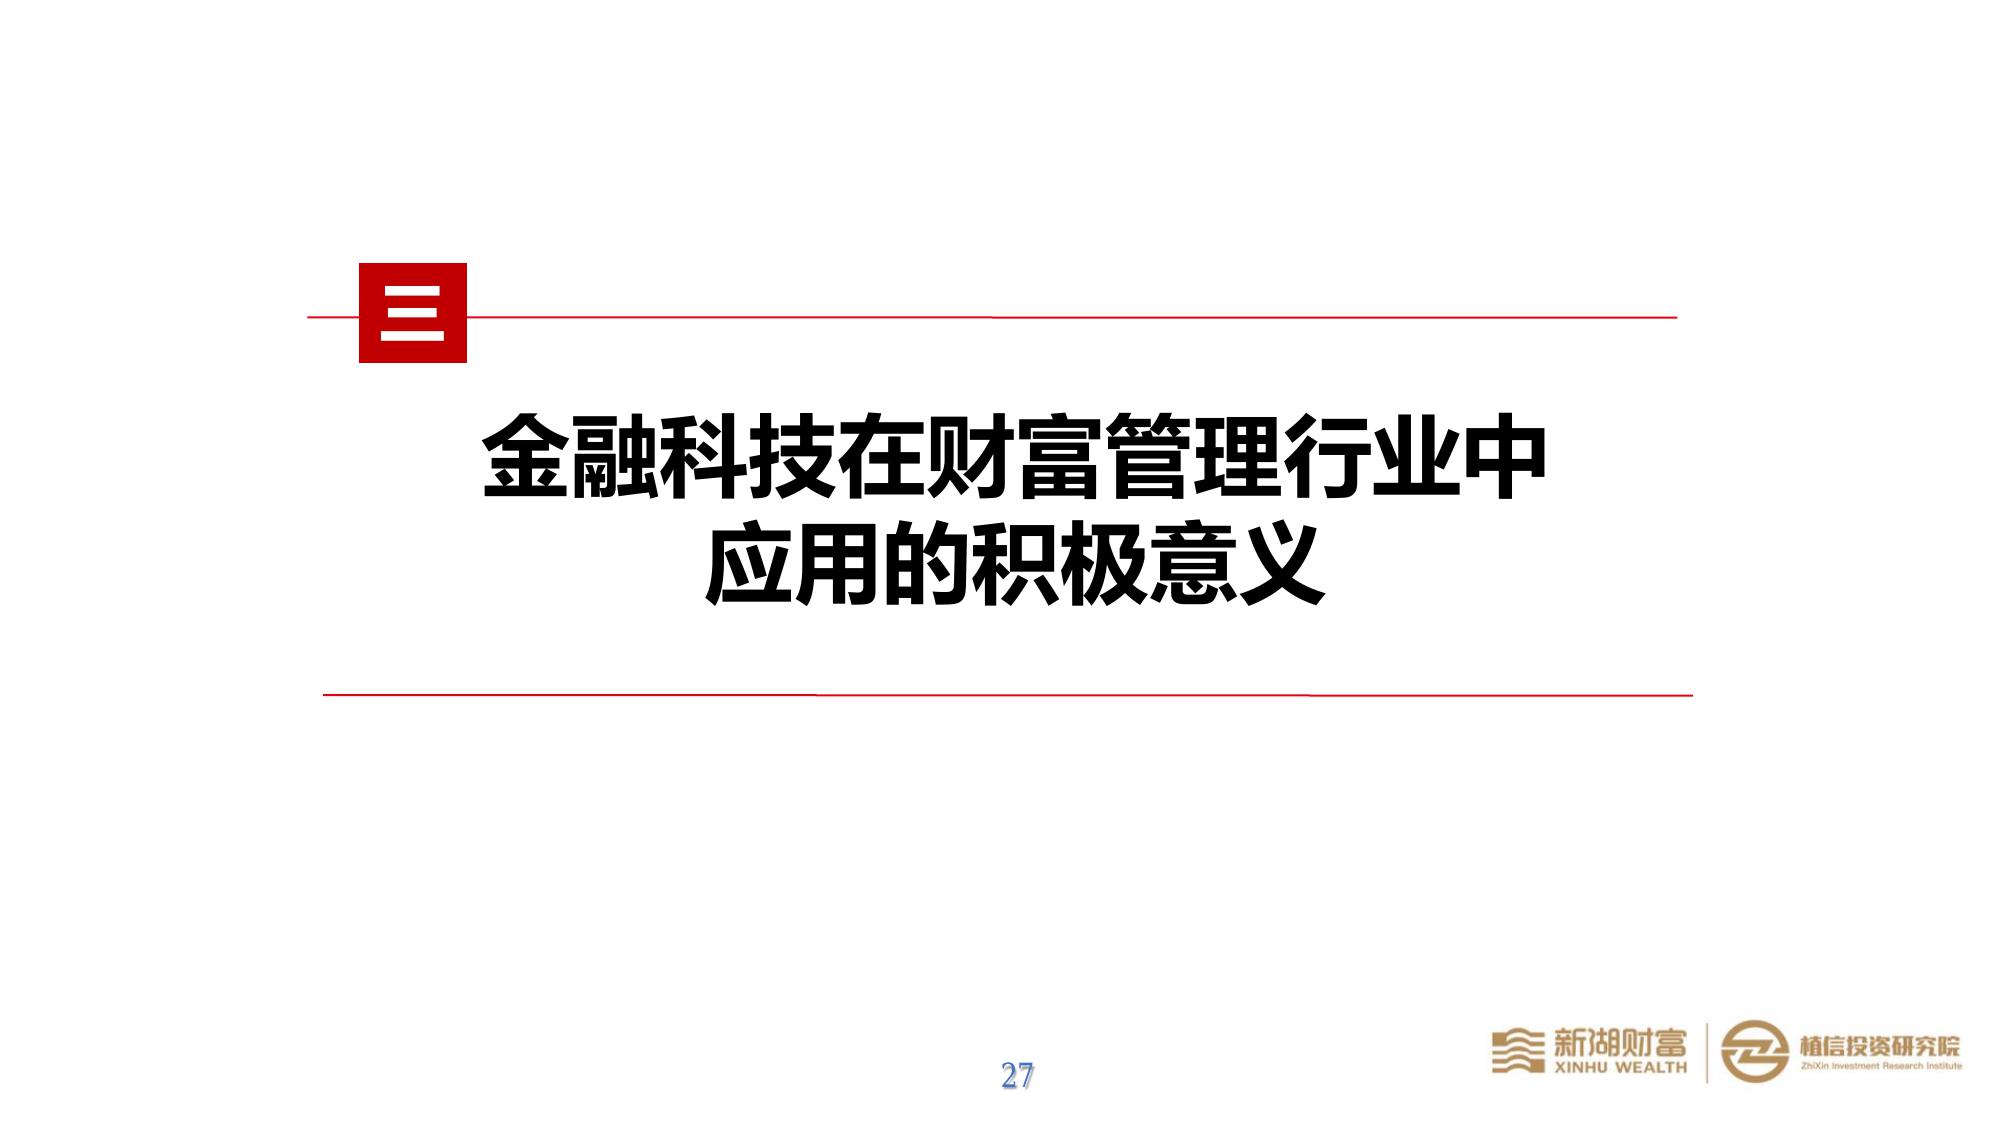 三
金融科技在财富管理行业中
应用的积极意义
27
新湖财富
XINHU WEALTH
植信投资研究院
ZhiXin Investment Research Institute